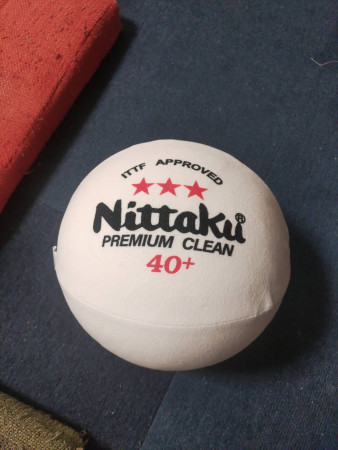 ITTF APPROVED
★★★
Nittaku®
PREMIUM CLEAN
40+